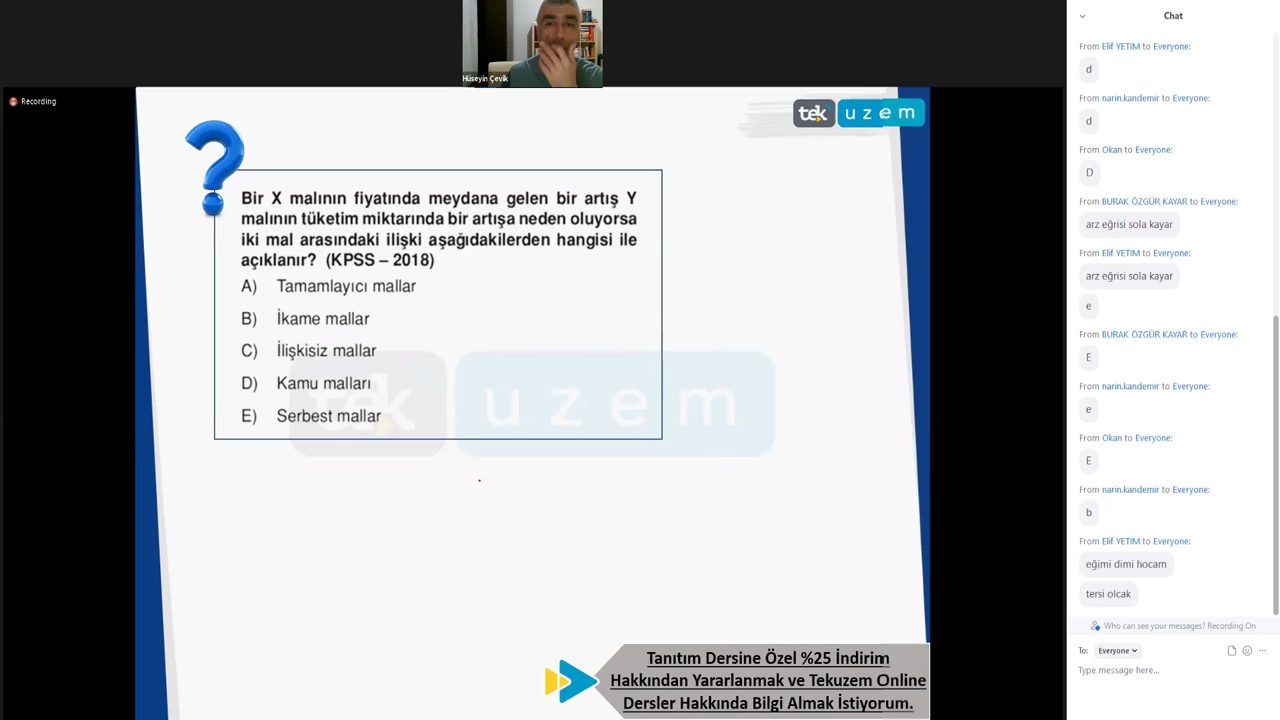 Hüseyin Çevik
Recording
tek uzem
Bir X malının fiyatında meydana gelen bir artış Y
malının tüketim miktarında bir artışa neden oluyorsa
iki mal arasındaki ilişki aşağıdakilerden hangisi ile
açıklanır? (KPSS – 2018)
A) Tamamlayıcı mallar
B) İkame mallar
C) İlişkisiz mallar
D) Kamu malları
E) Serbest mallar
tek uzem
Tanıtım Dersine Özel %25 İndirim
Hakkından Yararlanmak ve Tekuzem Online
Dersler Hakkında Bilgi Almak İstiyorum.
Chat
From Elif YETİM to Everyone:
d
From narin.kandemir to Everyone:
d
From Okan to Everyone:
D
From BURAK ÖZGÜR KAYAR to Everyone:
arz eğrisi sola kayar
From Elif YETİM to Everyone:
arz eğrisi sola kayar
e
From BURAK ÖZGÜR KAYAR to Everyone:
E
From narin.kandemir to Everyone:
e
From Okan to Everyone:
E
From narin.kandemir to Everyone:
b
From Elif YETİM to Everyone:
eğimi dimi hocam
tersi olcak
Who can see your messages? Recording On
To: Everyone
Type message here...